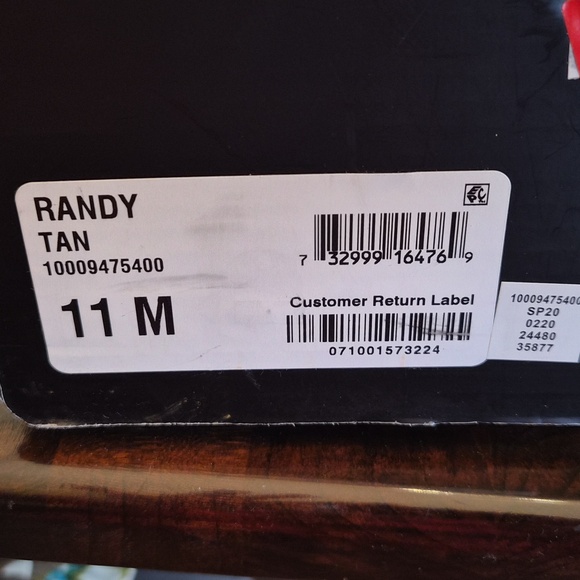 RANDY
TAN
10009475400
11 M
7 32999 16476 9
Customer Return Label
071001573224
10009475400
SP20
0220
24480
35877